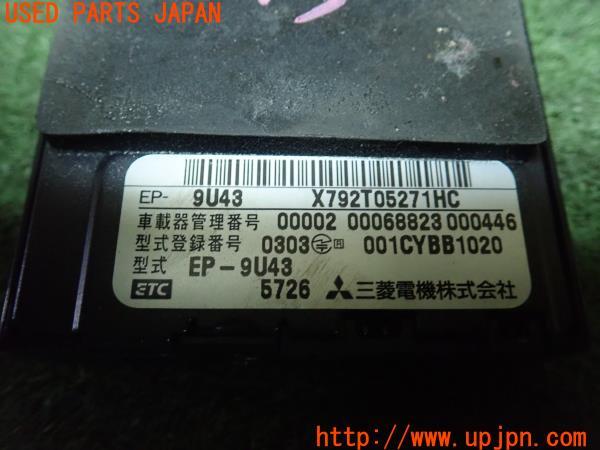 USED PARTS JAPAN
EP- 9U43 X792T05271HC
車載器管理番号 00002 00068823 000446
型式登録番号 0303 001CYBB1020
型式 EP-9U43
ETC 5726 三菱電機株式会社
http://www.upjpn.com